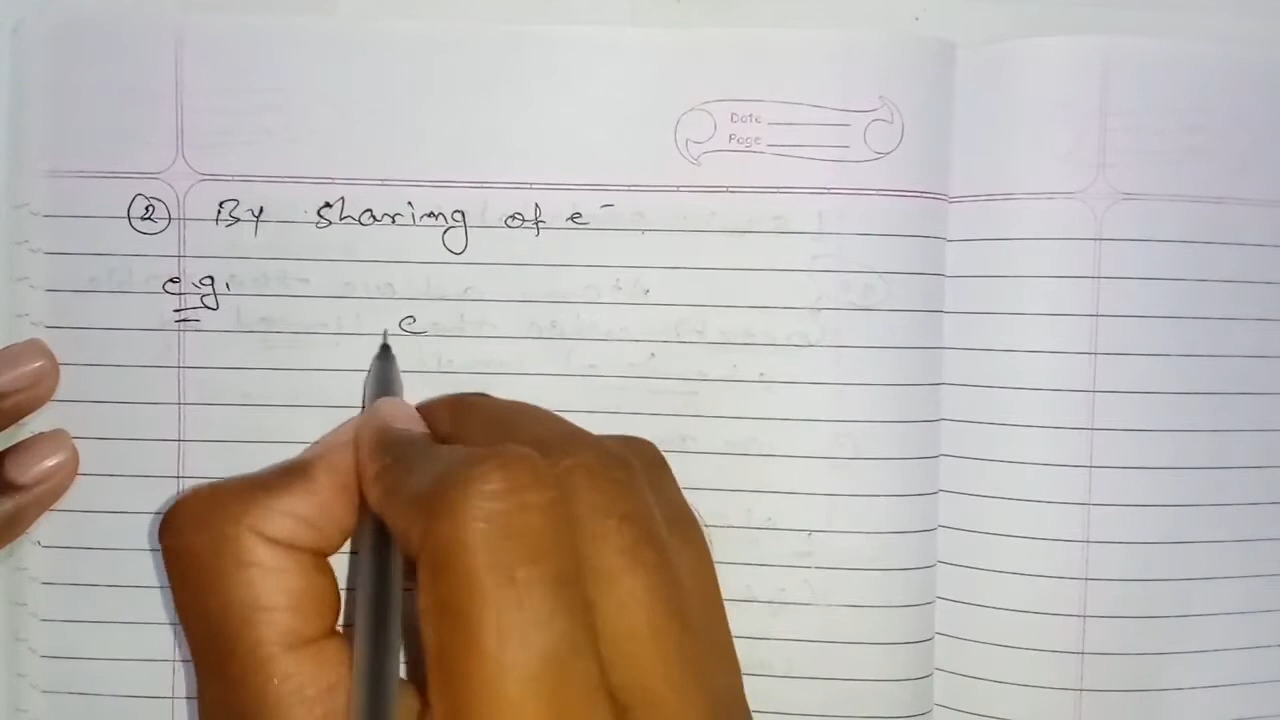 Date
Page
② By sharing of e⁻
e.g.
c